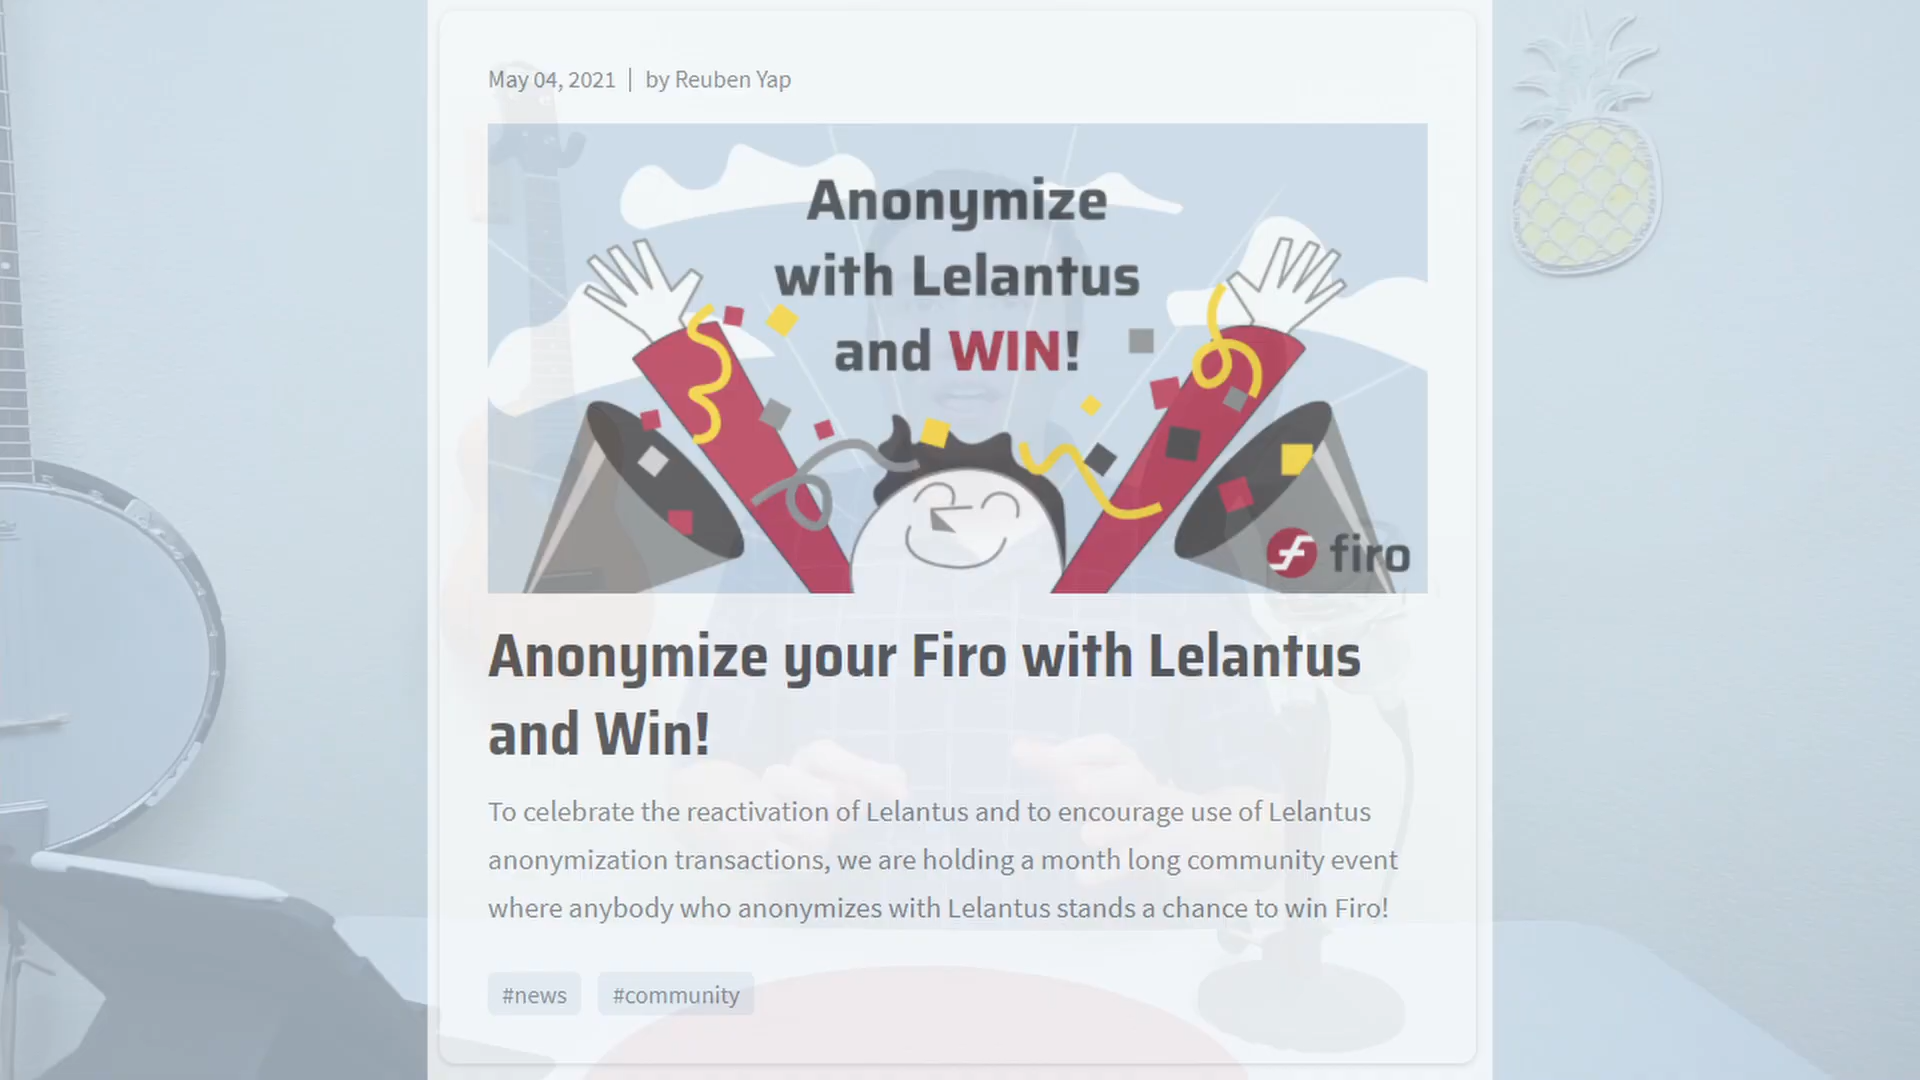 May 04, 2021 | by Reuben Yap
Anonymize
with Lelantus
and WIN!
firo
Anonymize your Firo with Lelantus
and Win!
To celebrate the reactivation of Lelantus and to encourage use of Lelantus
anonymization transactions, we are holding a month long community event
where anybody who anonymizes with Lelantus stands a chance to win Firo!
#news #community